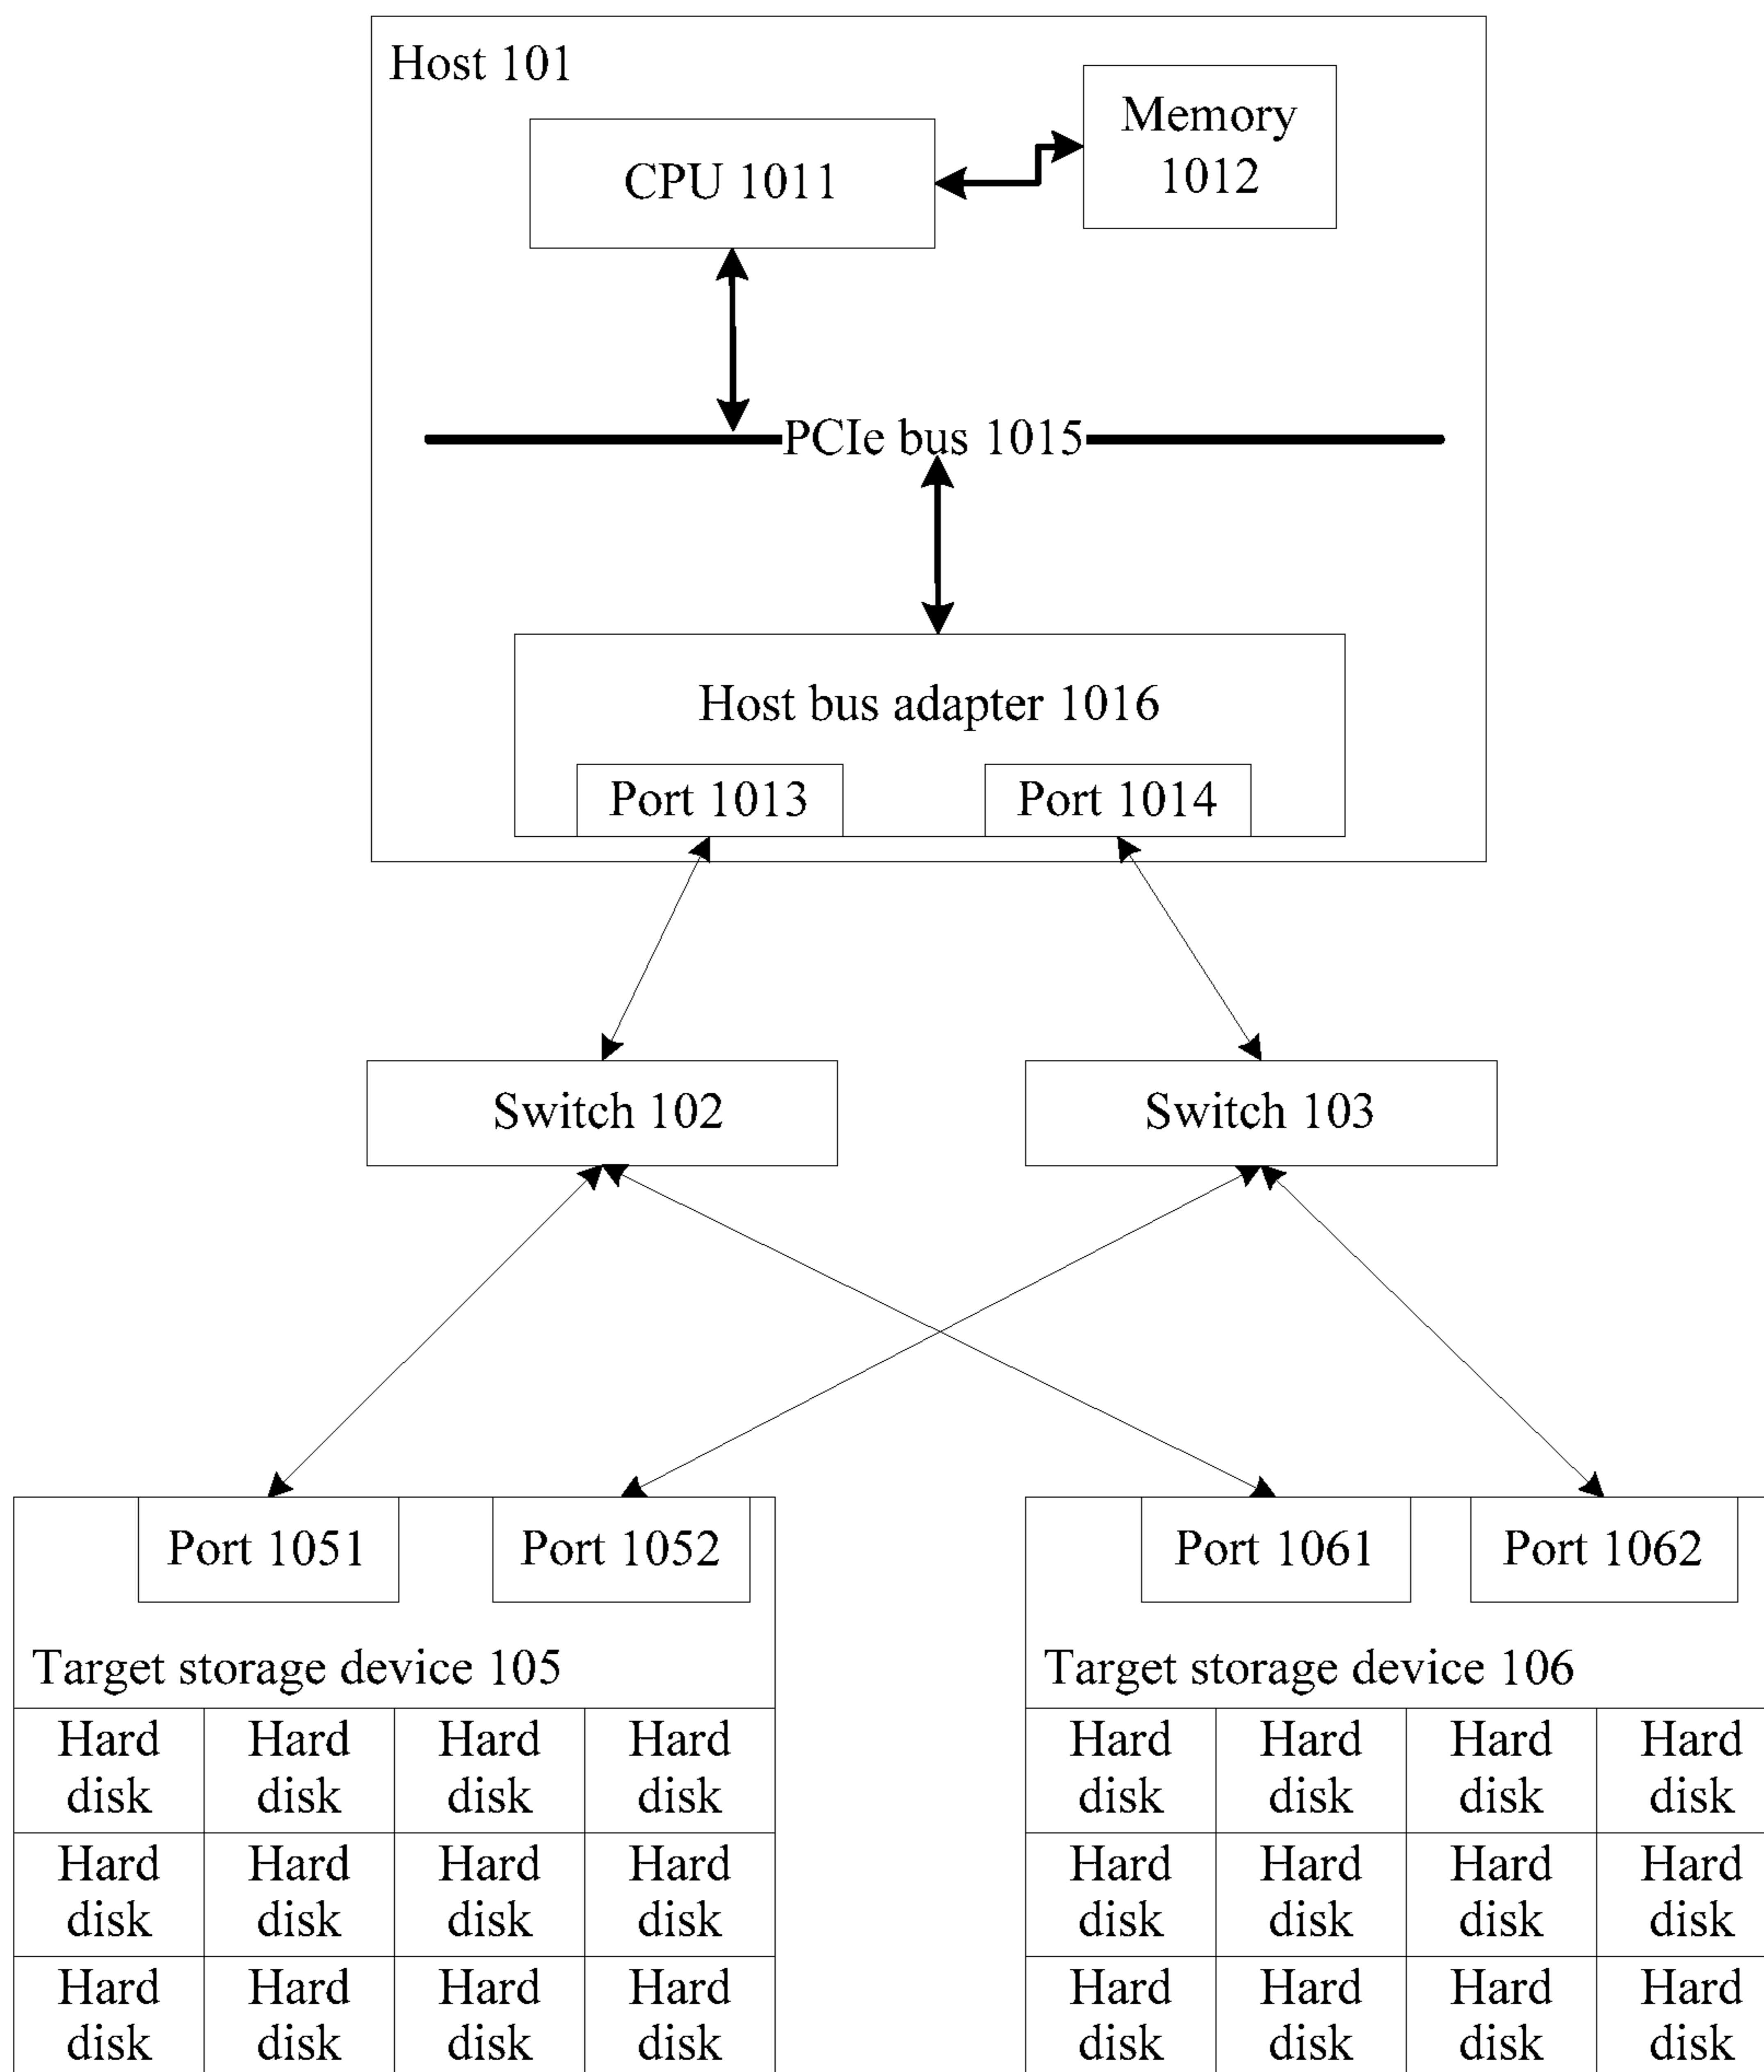 Host 101
Memory
1012
CPU 1011
PCIe bus 1015
Host bus adapter 1016
Port 1013
Port 1014
Switch 102
Switch 103
Port 1051
Port 1052
Port 1061
Port 1062
Target storage device 105
Target storage device 106
Hard Hard Hard Hard
disk disk disk disk
Hard Hard Hard Hard
disk disk disk disk
Hard Hard Hard Hard
disk disk disk disk
Hard Hard Hard Hard
disk disk disk disk
Hard Hard Hard Hard
disk disk disk disk
Hard Hard Hard Hard
disk disk disk disk